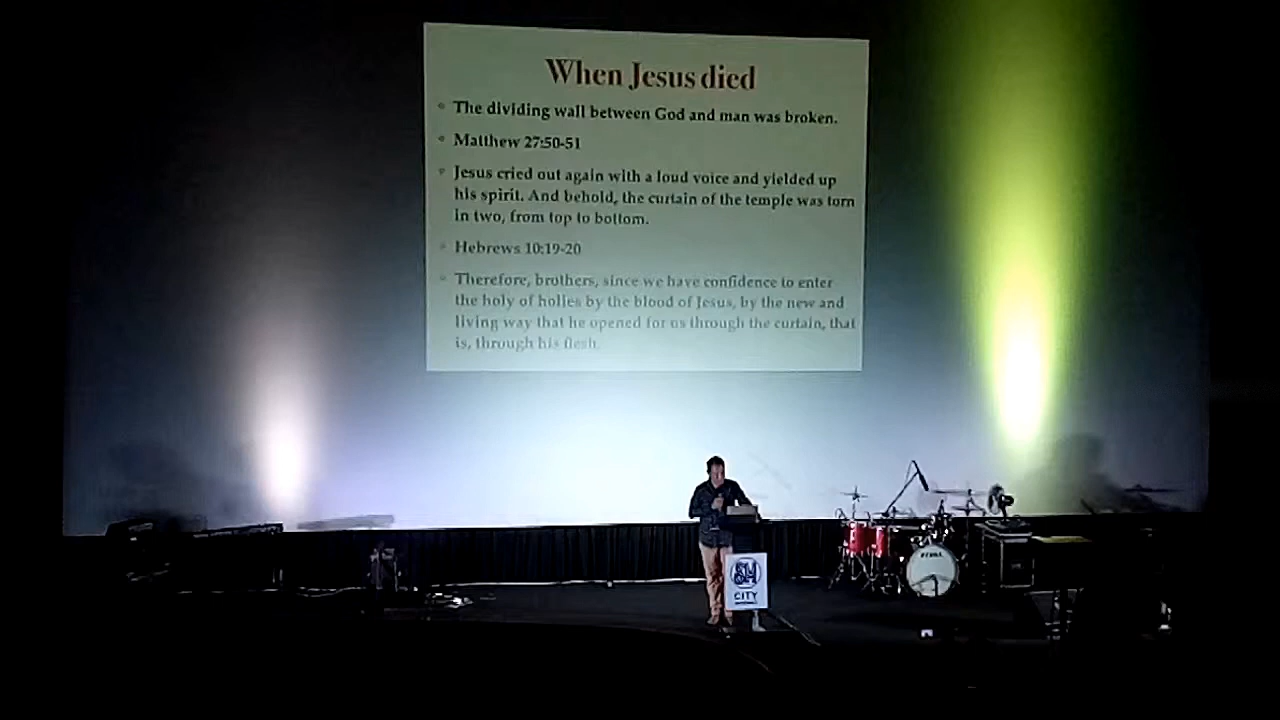 When Jesus died
The dividing wall between God and man was broken.
Matthew 27:50-51
Jesus cried out again with a loud voice and yielded up
his spirit. And behold, the curtain of the temple was torn
in two, from top to bottom.
Hebrews 10:19-20
Therefore, brothers, since we have confidence to enter
the holy of holies by the blood of Jesus, by the new and
living way that he opened for us through the curtain, that
is, through his flesh.
SM
CITY
TAMA